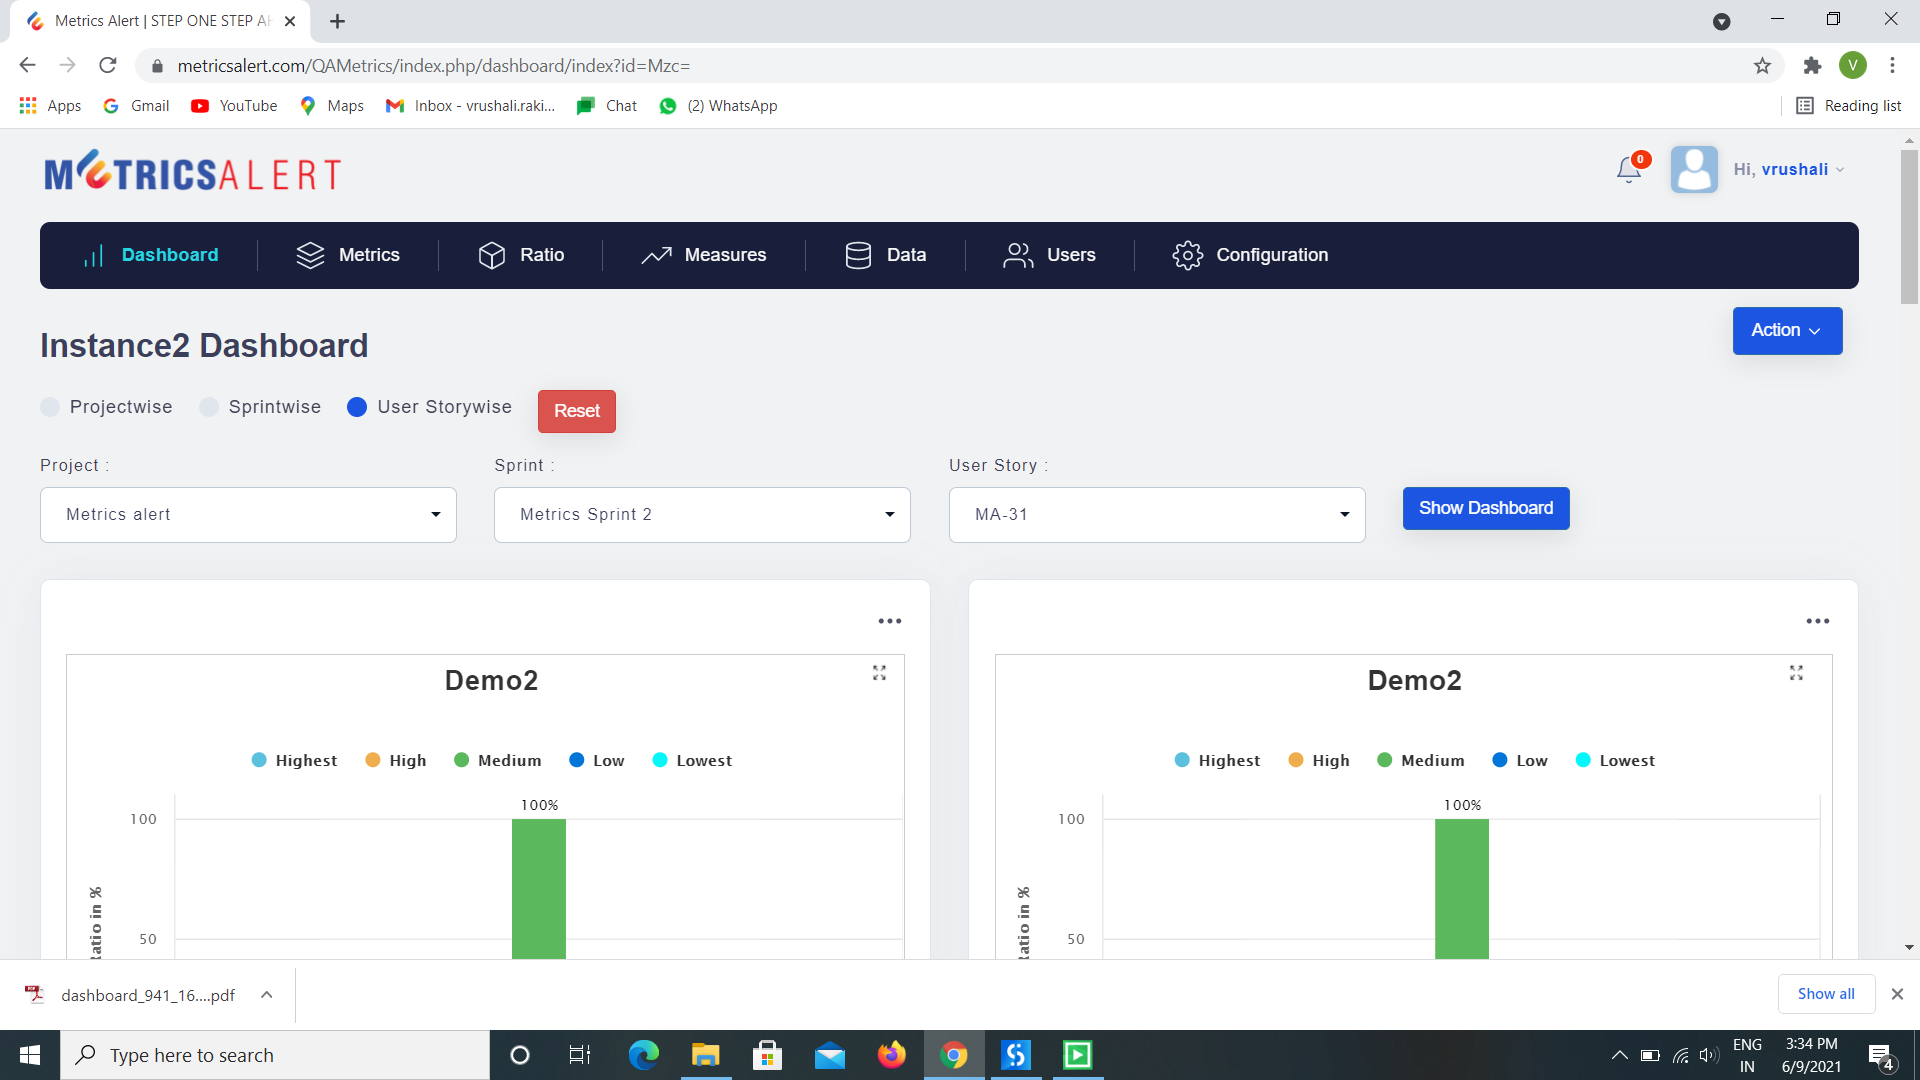 Metrics Alert | STEP ONE STEP AH
metricsalert.com/QAMetrics/index.php/dashboard/index?id=Mzc=
V
Apps Gmail YouTube Maps Inbox - vrushali.raki... Chat (2) WhatsApp Reading list
METRICSALERT
0
Hi, vrushali
Dashboard Metrics Ratio Measures Data Users Configuration
Instance2 Dashboard
Action
Projectwise Sprintwise User Storywise Reset
Project : Sprint : User Story :
Metrics alert Metrics Sprint 2 MA-31 Show Dashboard
Demo2
Highest High Medium Low Lowest
100%
100
50
Ratio in %
Demo2
Highest High Medium Low Lowest
100%
100
50
Ratio in %
dashboard_941_16....pdf Show all
Type here to search
ENG
IN
3:34 PM
6/9/2021
4